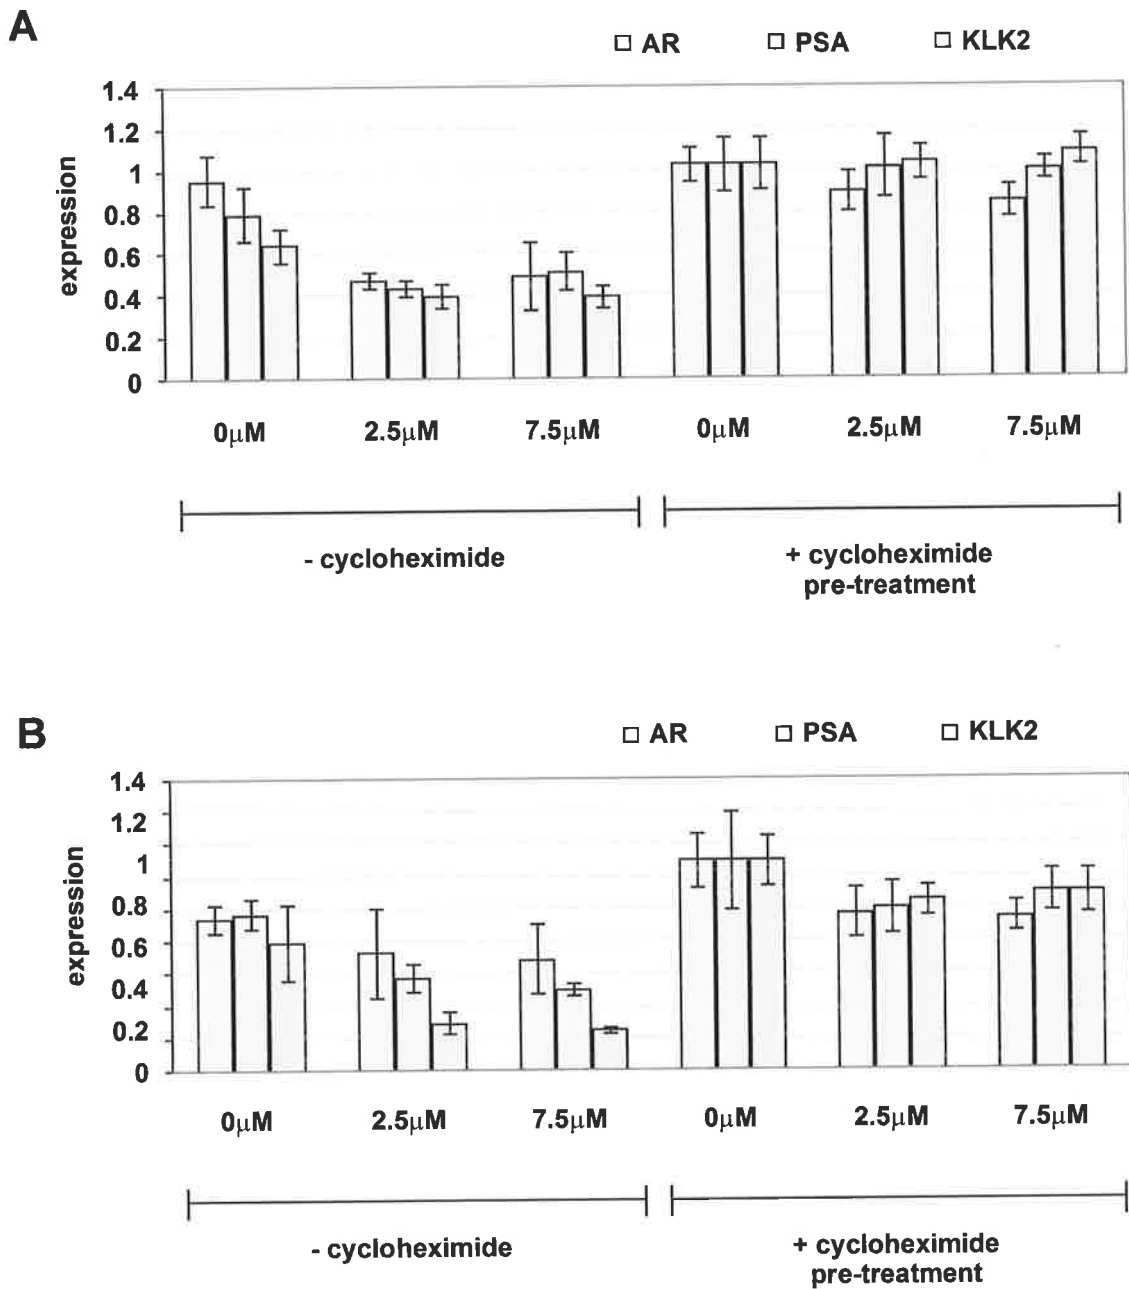 A
AR PSA KLK2
1.4
1.2
1
0.8
0.6
0.4
0.2
0
expression
0μM 2.5μM 7.5μM 0μM 2.5μM 7.5μM
- cycloheximide
+ cycloheximide
pre-treatment
B
AR PSA KLK2
1.4
1.2
1
0.8
0.6
0.4
0.2
0
expression
0μM 2.5μM 7.5μM 0μM 2.5μM 7.5μM
- cycloheximide
+ cycloheximide
pre-treatment